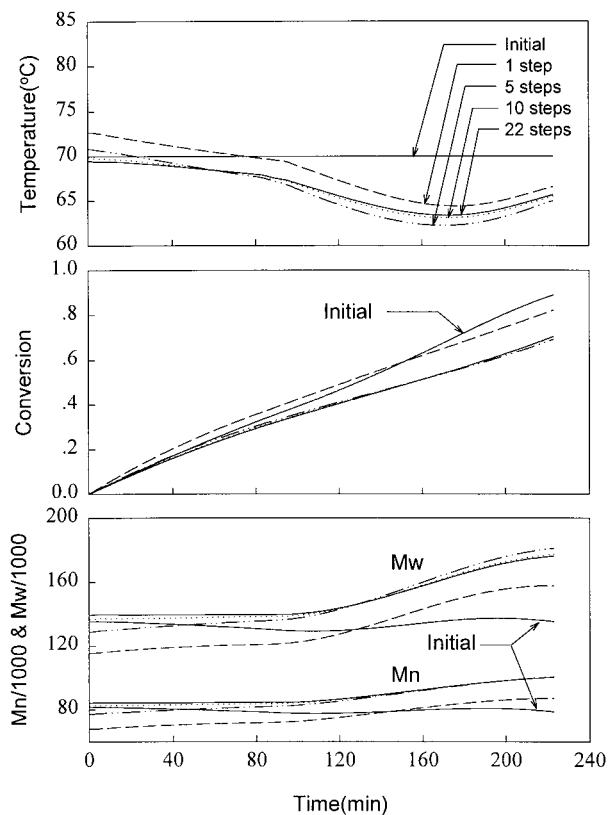 85
80
75
70
65
60
Temperature(ºC)
Initial
1 step
5 steps
10 steps
22 steps
1.0
.8
.6
.4
.2
0.0
Conversion
Initial
200
160
120
80
Mn/1000 & Mw/1000
Mw
Initial
Mn
0 40 80 120 160 200 240
Time(min)